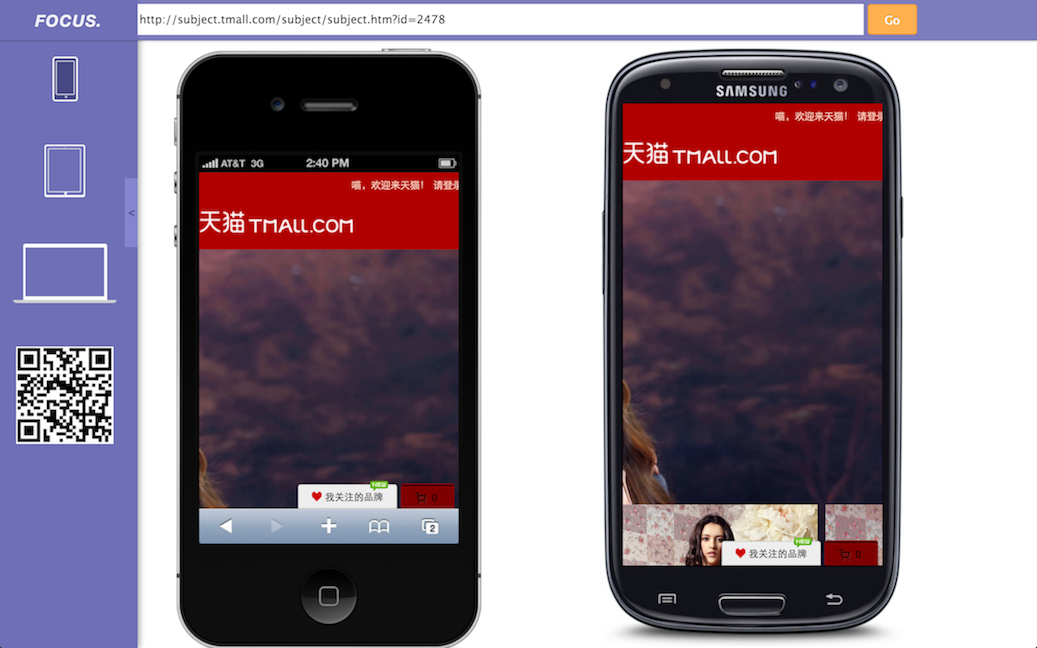 FOCUS.
http://subject.tmall.com/subject/subject.htm?id=2478
Go
<
AT&T 3G
2:40 PM
喵，欢迎来天猫！ 请登
天猫 TMALL.COM
NEW
我关注的品牌
0
2
SAMSUNG
喵，欢迎来天猫！ 请登
天猫 TMALL.COM
NEW
我关注的品牌
0